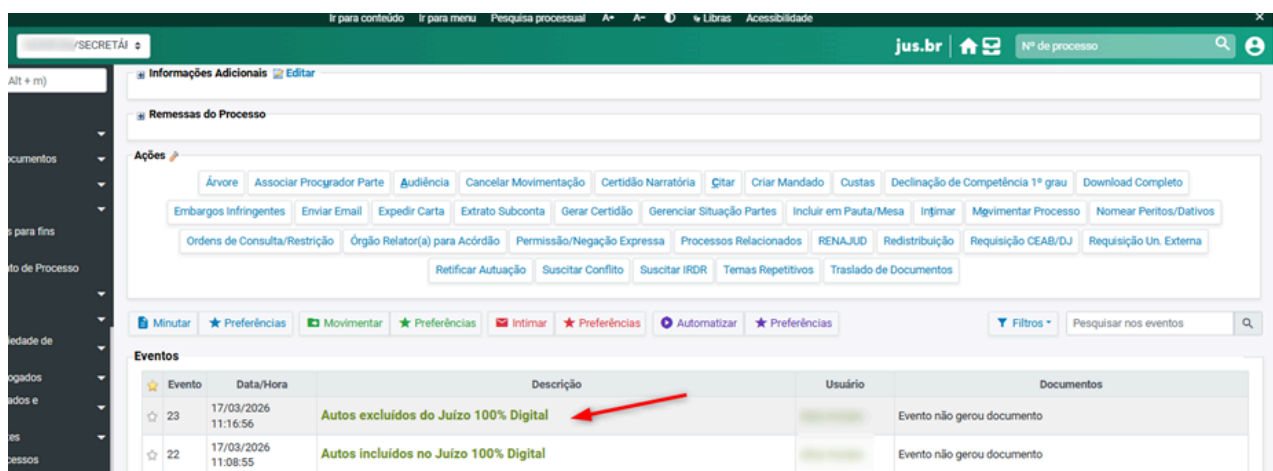 Ir para conteúdo Ir para menu Pesquisa processual A+ A- Libras Acessibilidade ×
/SECRETÁ jus.br Nº de processo
Alt + m)
Informações Adicionais Editar
Remessas do Processo
ocumentos
Ações
Árvore Associar Procurador Parte Audiência Cancelar Movimentação Certidão Narratória Citar Criar Mandado Custas Declinação de Competência 1º grau Download Completo
Embargos Infringentes Enviar Email Expedir Carta Extrato Subconta Gerar Certidão Gerenciar Situação Partes Incluir em Pauta/Mesa Intimar Movimentar Processo Nomear Peritos/Dativos
s para fins
Ordens de Consulta/Restrição Órgão Relator(a) para Acórdão Permissão/Negação Expressa Processos Relacionados RENAJUD Redistribuição Requisição CEAB/DJ Requisição Un. Externa
to de Processo
Retificar Autuação Suscitar Conflito Suscitar IRDR Temas Repetitivos Traslado de Documentos
Minutar Preferências Movimentar Preferências Intimar Preferências Automatizar Preferências Filtros Pesquisar nos eventos
iedade de
Eventos
ogados
Evento Data/Hora Descrição Usuário Documentos
ados e
23 17/03/2026 11:16:56 Autos excluídos do Juízo 100% Digital Evento não gerou documento
es
22 17/03/2026 11:08:55 Autos incluídos no Juízo 100% Digital Evento não gerou documento
cessos